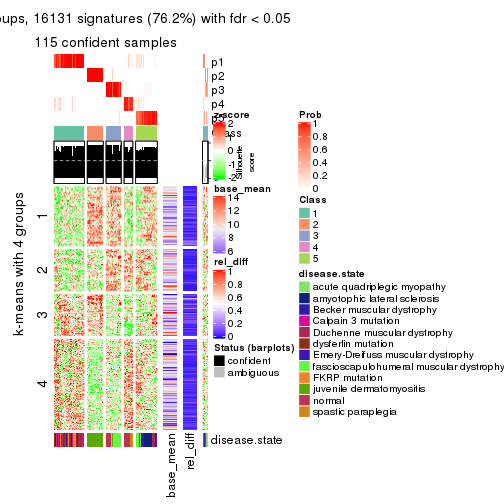 oups, 16131 signatures (76.2%) with fdr < 0.05
115 confident samples
p1
p2
p3
p4
p5
Class
Silhouette
score
k-means with 4 groups
1
2
3
4
base_mean
rel_diff
disease.state
z-score
2
1
0
-1
-2
base_mean
14
12
10
8
6
rel_diff
1
0.8
0.6
0.4
0.2
0
Status (barplots)
confident
ambiguous
Prob
1
0.8
0.6
0.4
0.2
0
Class
1
2
3
4
5
disease.state
acute quadriplegic myopathy
amyotophic lateral sclerosis
Becker muscular dystrophy
Calpain 3 mutation
Duchenne muscular dystrophy
dysferlin mutation
Emery-Dreifuss muscular dystrophy
fascioscapulohumeral muscular dystrophy
FKRP mutation
juvenile dermatomyositis
normal
spastic paraplegia